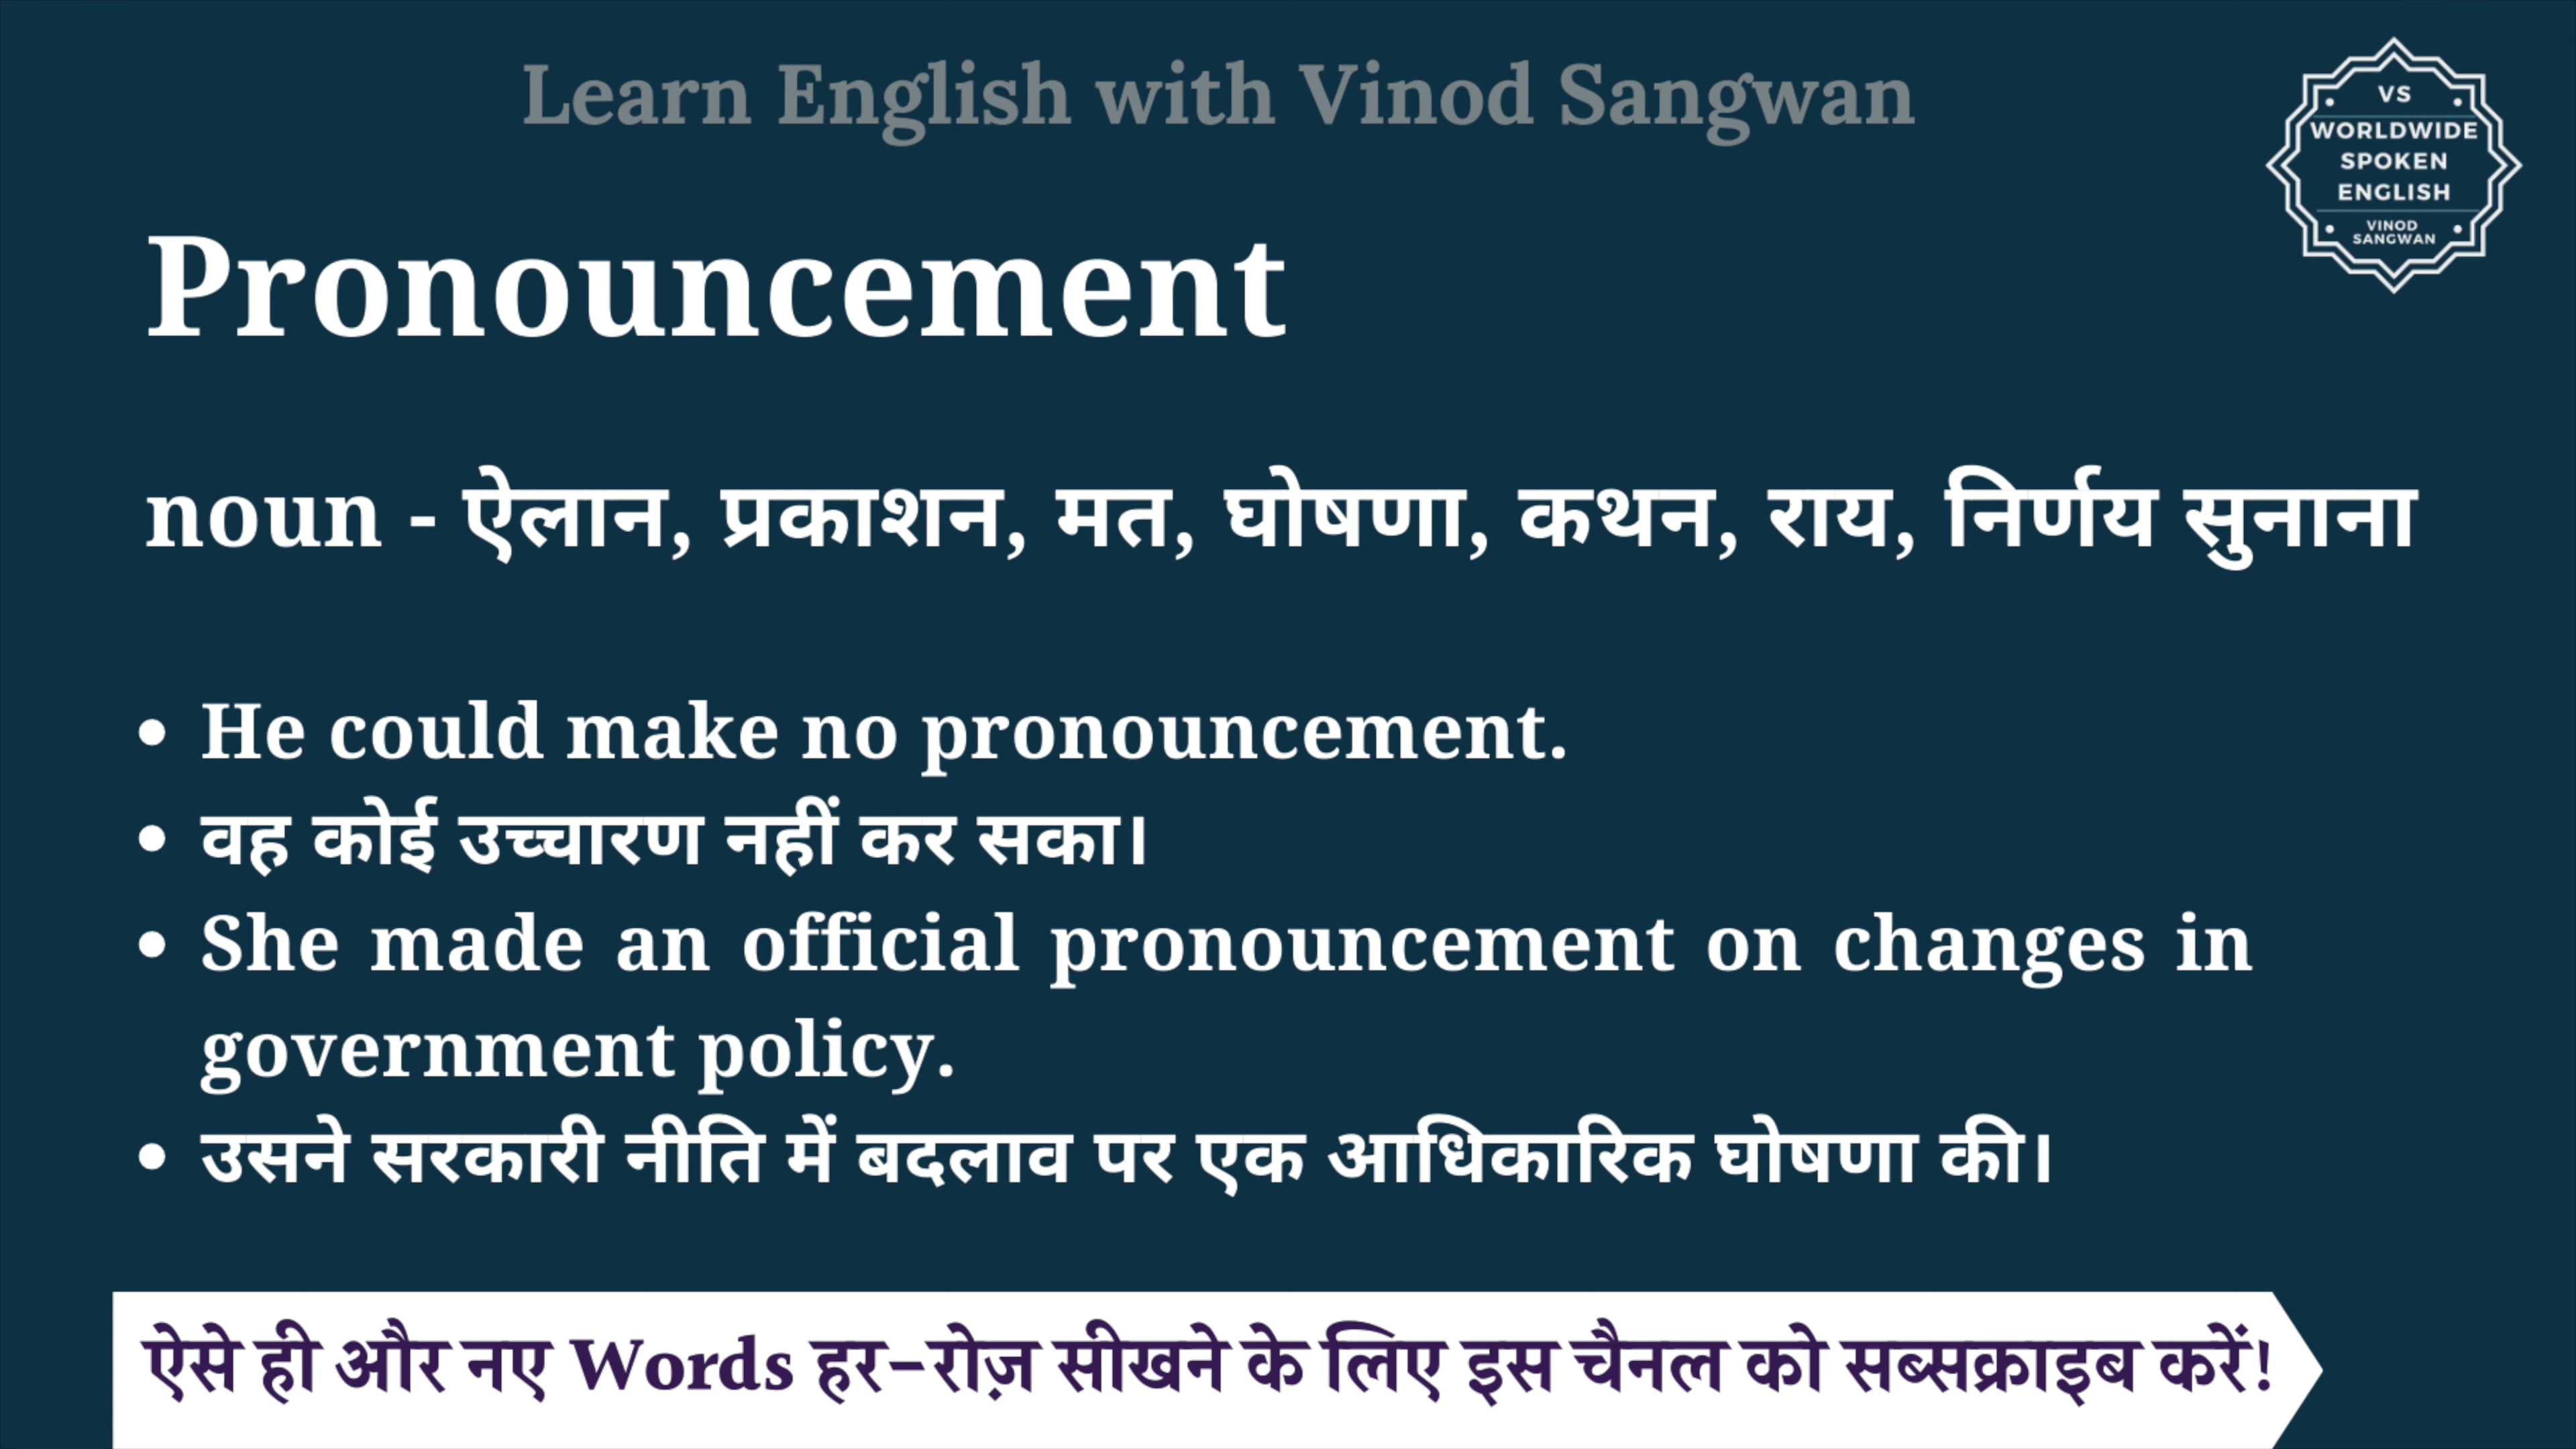 Learn English with Vinod Sangwan
VS
WORLDWIDE
SPOKEN
ENGLISH
VINOD
SANGWAN
Pronouncement
noun - ऐलान, प्रकाशन, मत, घोषणा, कथन, राय, निर्णय सुनाना
• He could make no pronouncement.
• वह कोई उच्चारण नहीं कर सका।
• She made an official pronouncement on changes in
government policy.
• उसने सरकारी नीति में बदलाव पर एक आधिकारिक घोषणा की।
ऐसे ही और नए Words हर-रोज़ सीखने के लिए इस चैनल को सब्सक्राइब करें!